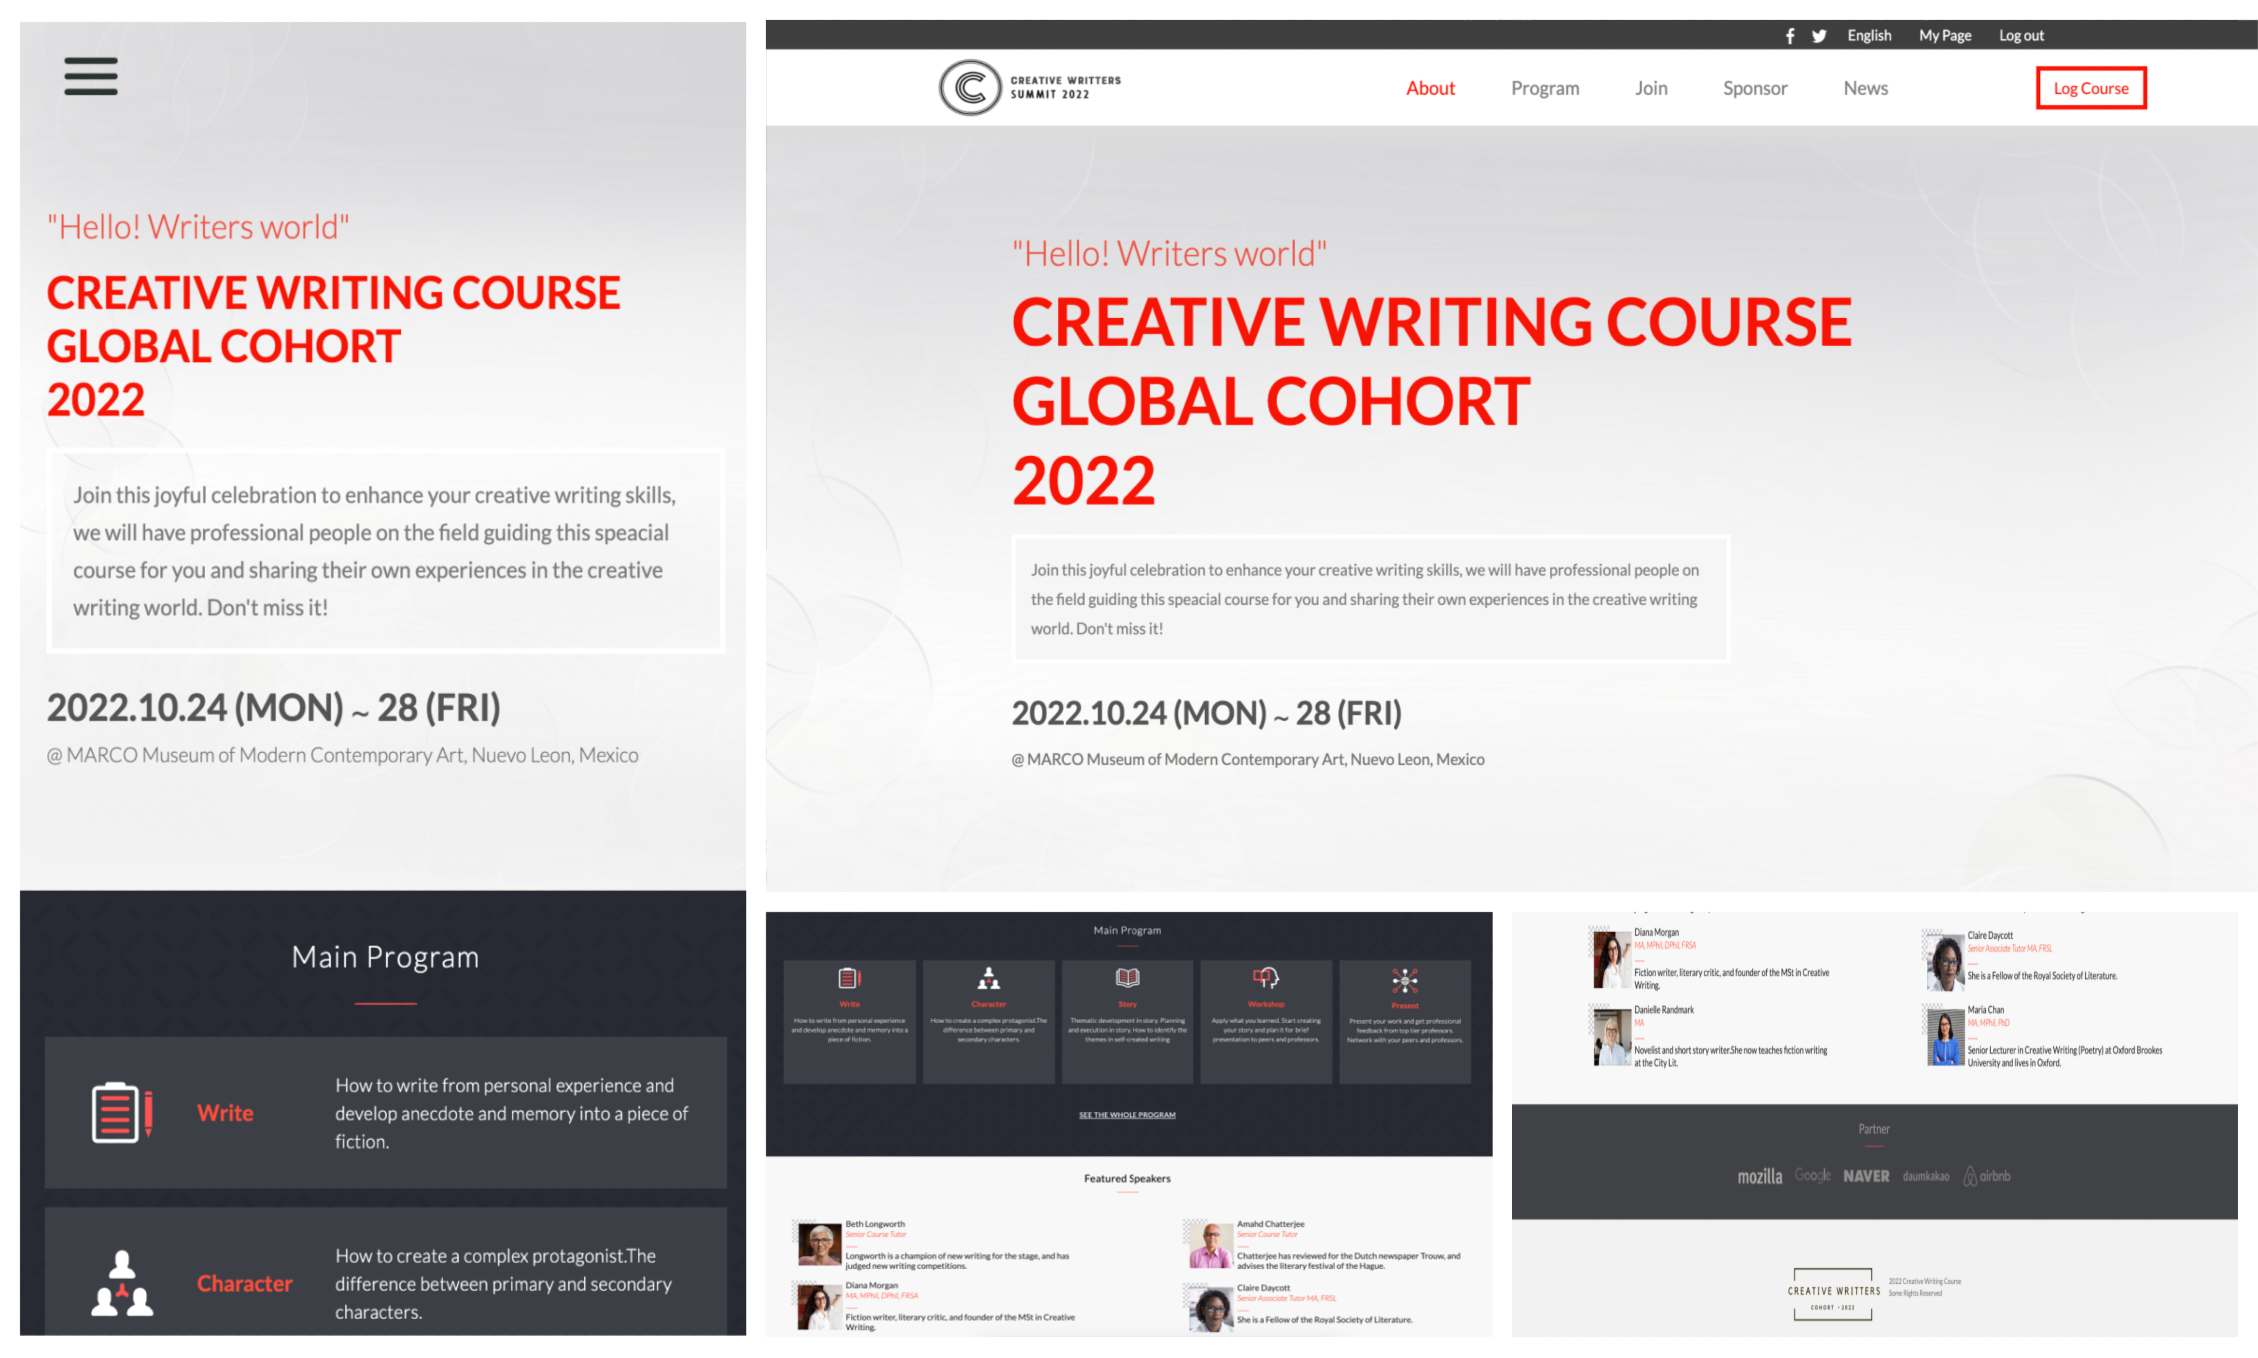 "Hello! Writers world"
CREATIVE WRITING COURSE
GLOBAL COHORT
2022
Join this joyful celebration to enhance your creative writing skills,
we will have professional people on the field guiding this speacial
course for you and sharing their own experiences in the creative
writing world. Don't miss it!
2022.10.24 (MON) ~ 28 (FRI)
@ MARCO Museum of Modern Contemporary Art, Nuevo Leon, Mexico
Main Program
Write
How to write from personal experience and
develop anecdote and memory into a piece of
fiction.
Character
How to create a complex protagonist.The
difference between primary and secondary
characters.
English My Page Log out
CREATIVE WRITTERS
SUMMIT 2022
About Program Join Sponsor News Log Course
"Hello! Writers world"
CREATIVE WRITING COURSE
GLOBAL COHORT
2022
Join this joyful celebration to enhance your creative writing skills, we will have professional people on
the field guiding this speacial course for you and sharing their own experiences in the creative writing
world. Don't miss it!
2022.10.24 (MON) ~ 28 (FRI)
@ MARCO Museum of Modern Contemporary Art, Nuevo Leon, Mexico
Main Program
Write
How to write from personal experience
and develop anecdote and memory into a
piece of fiction.
Character
How to create a complex protagonist.The
difference between primary and
secondary characters.
Story
Thematic development in story. Planning
and execution in story. How to identify the
themes in self-created writing
Workshop
Apply what you learned. Start creating
your story and plan it for brief
presentation to peers and professors.
Present
Present your work and get professional
feedback from top tier professors.
Network with your peers and professors.
SEE THE WHOLE PROGRAM
Featured Speakers
Beth Longworth
Senior Course Tutor
Longworth is a champion of new writing for the stage, and has
judged new writing competitions.
Amahd Chatterjee
Senior Course Tutor
Chatterjee has reviewed for the Dutch newspaper Trouw, and
advises the literary festival of the Hague.
Diana Morgan
MA, MPhil, DPhil, FRSA
Fiction writer, literary critic, and founder of the MSt in Creative
Writing.
Claire Daycott
Senior Associate Tutor MA, FRSL
She is a Fellow of the Royal Society of Literature.
Diana Morgan
MA, MPhil, DPhil, FRSA
Fiction writer, literary critic, and founder of the MSt in Creative
Writing.
Claire Daycott
Senior Associate Tutor MA, FRSL
She is a Fellow of the Royal Society of Literature.
Danielle Randmark
MA
Novelist and short story writer.She now teaches fiction writing
at the City Lit.
Maria Chan
MA, MPhil, PhD
Senior Lecturer in Creative Writing (Poetry) at Oxford Brookes
University and lives in Oxford.
Partner
mozilla Google NAVER daumkakao airbnb
CREATIVE WRITTERS
COHORT • 2022
2022 Creative Writing Course
Some Rights Reserved